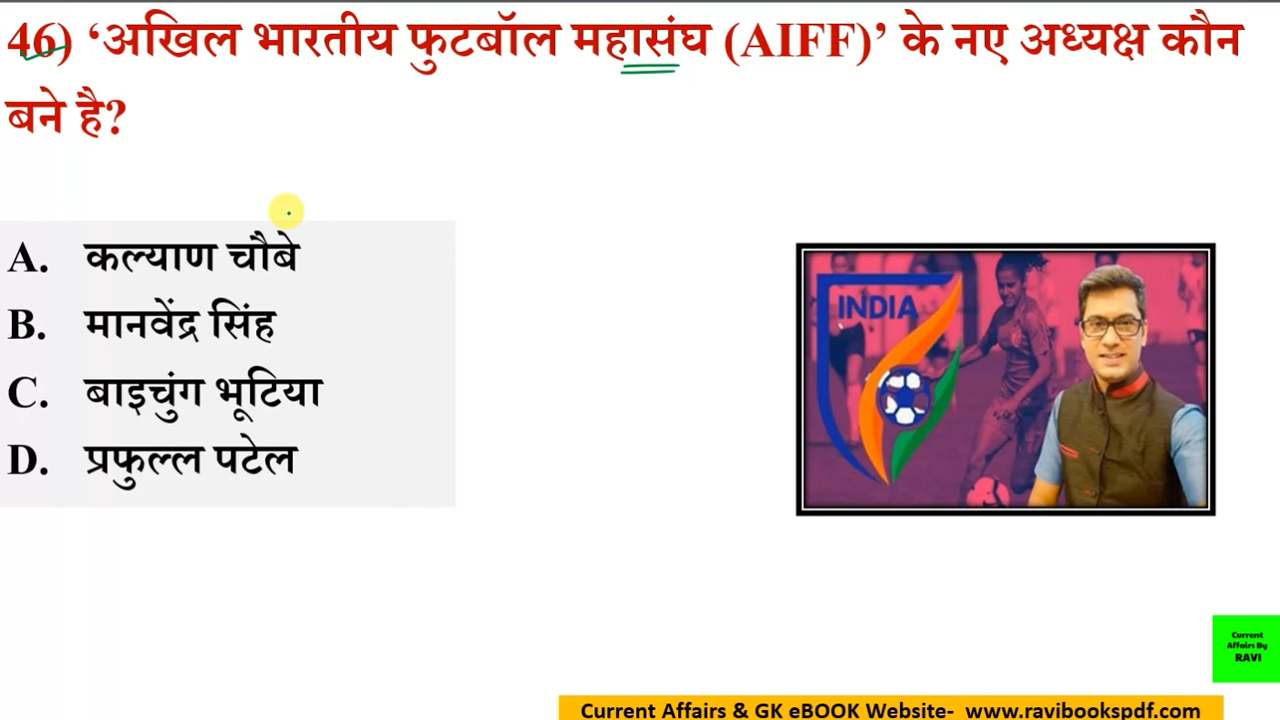 46) ‘अखिल भारतीय फुटबॉल महासंघ (AIFF)’ के नए अध्यक्ष कौन
बने है?
A. कल्याण चौबे
B. मानवेंद्र सिंह
C. बाइचुंग भूटिया
D. प्रफुल्ल पटेल
INDIA
Current
Affairs By
RAVI
Current Affairs & GK eBOOK Website- www.ravibookspdf.com